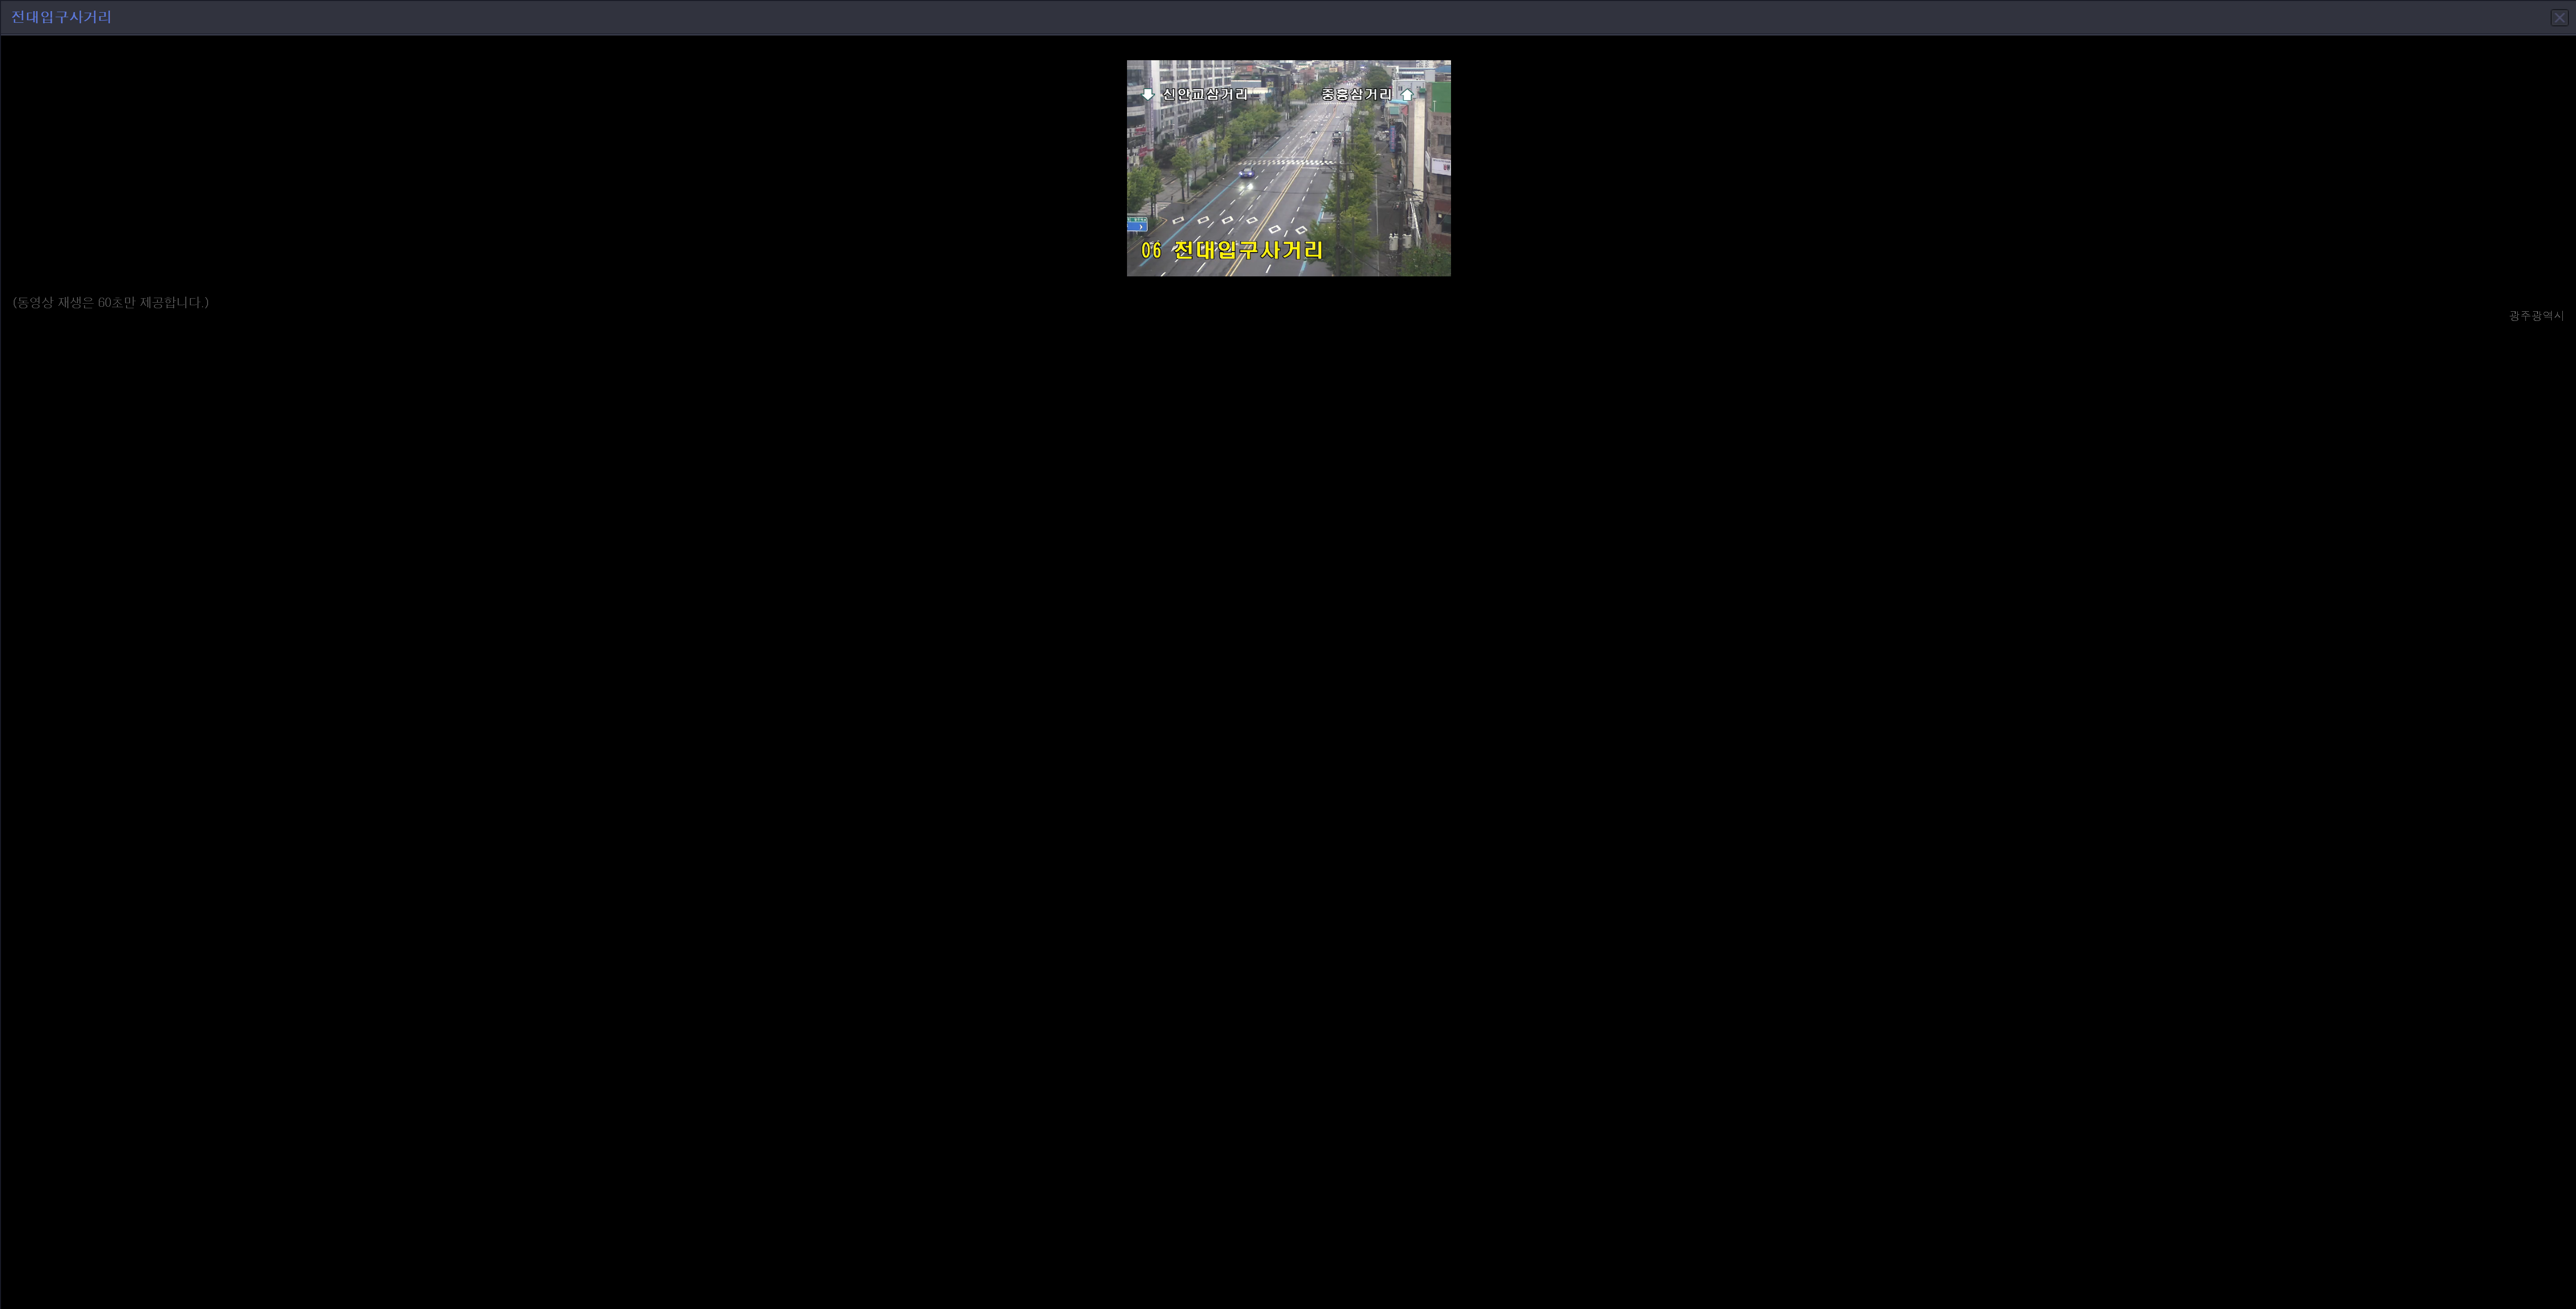 전대입구사거리
신안교삼거리
중흥삼거리
06 전대입구사거리
(동영상 재생은 60초만 제공합니다.)
광주광역시